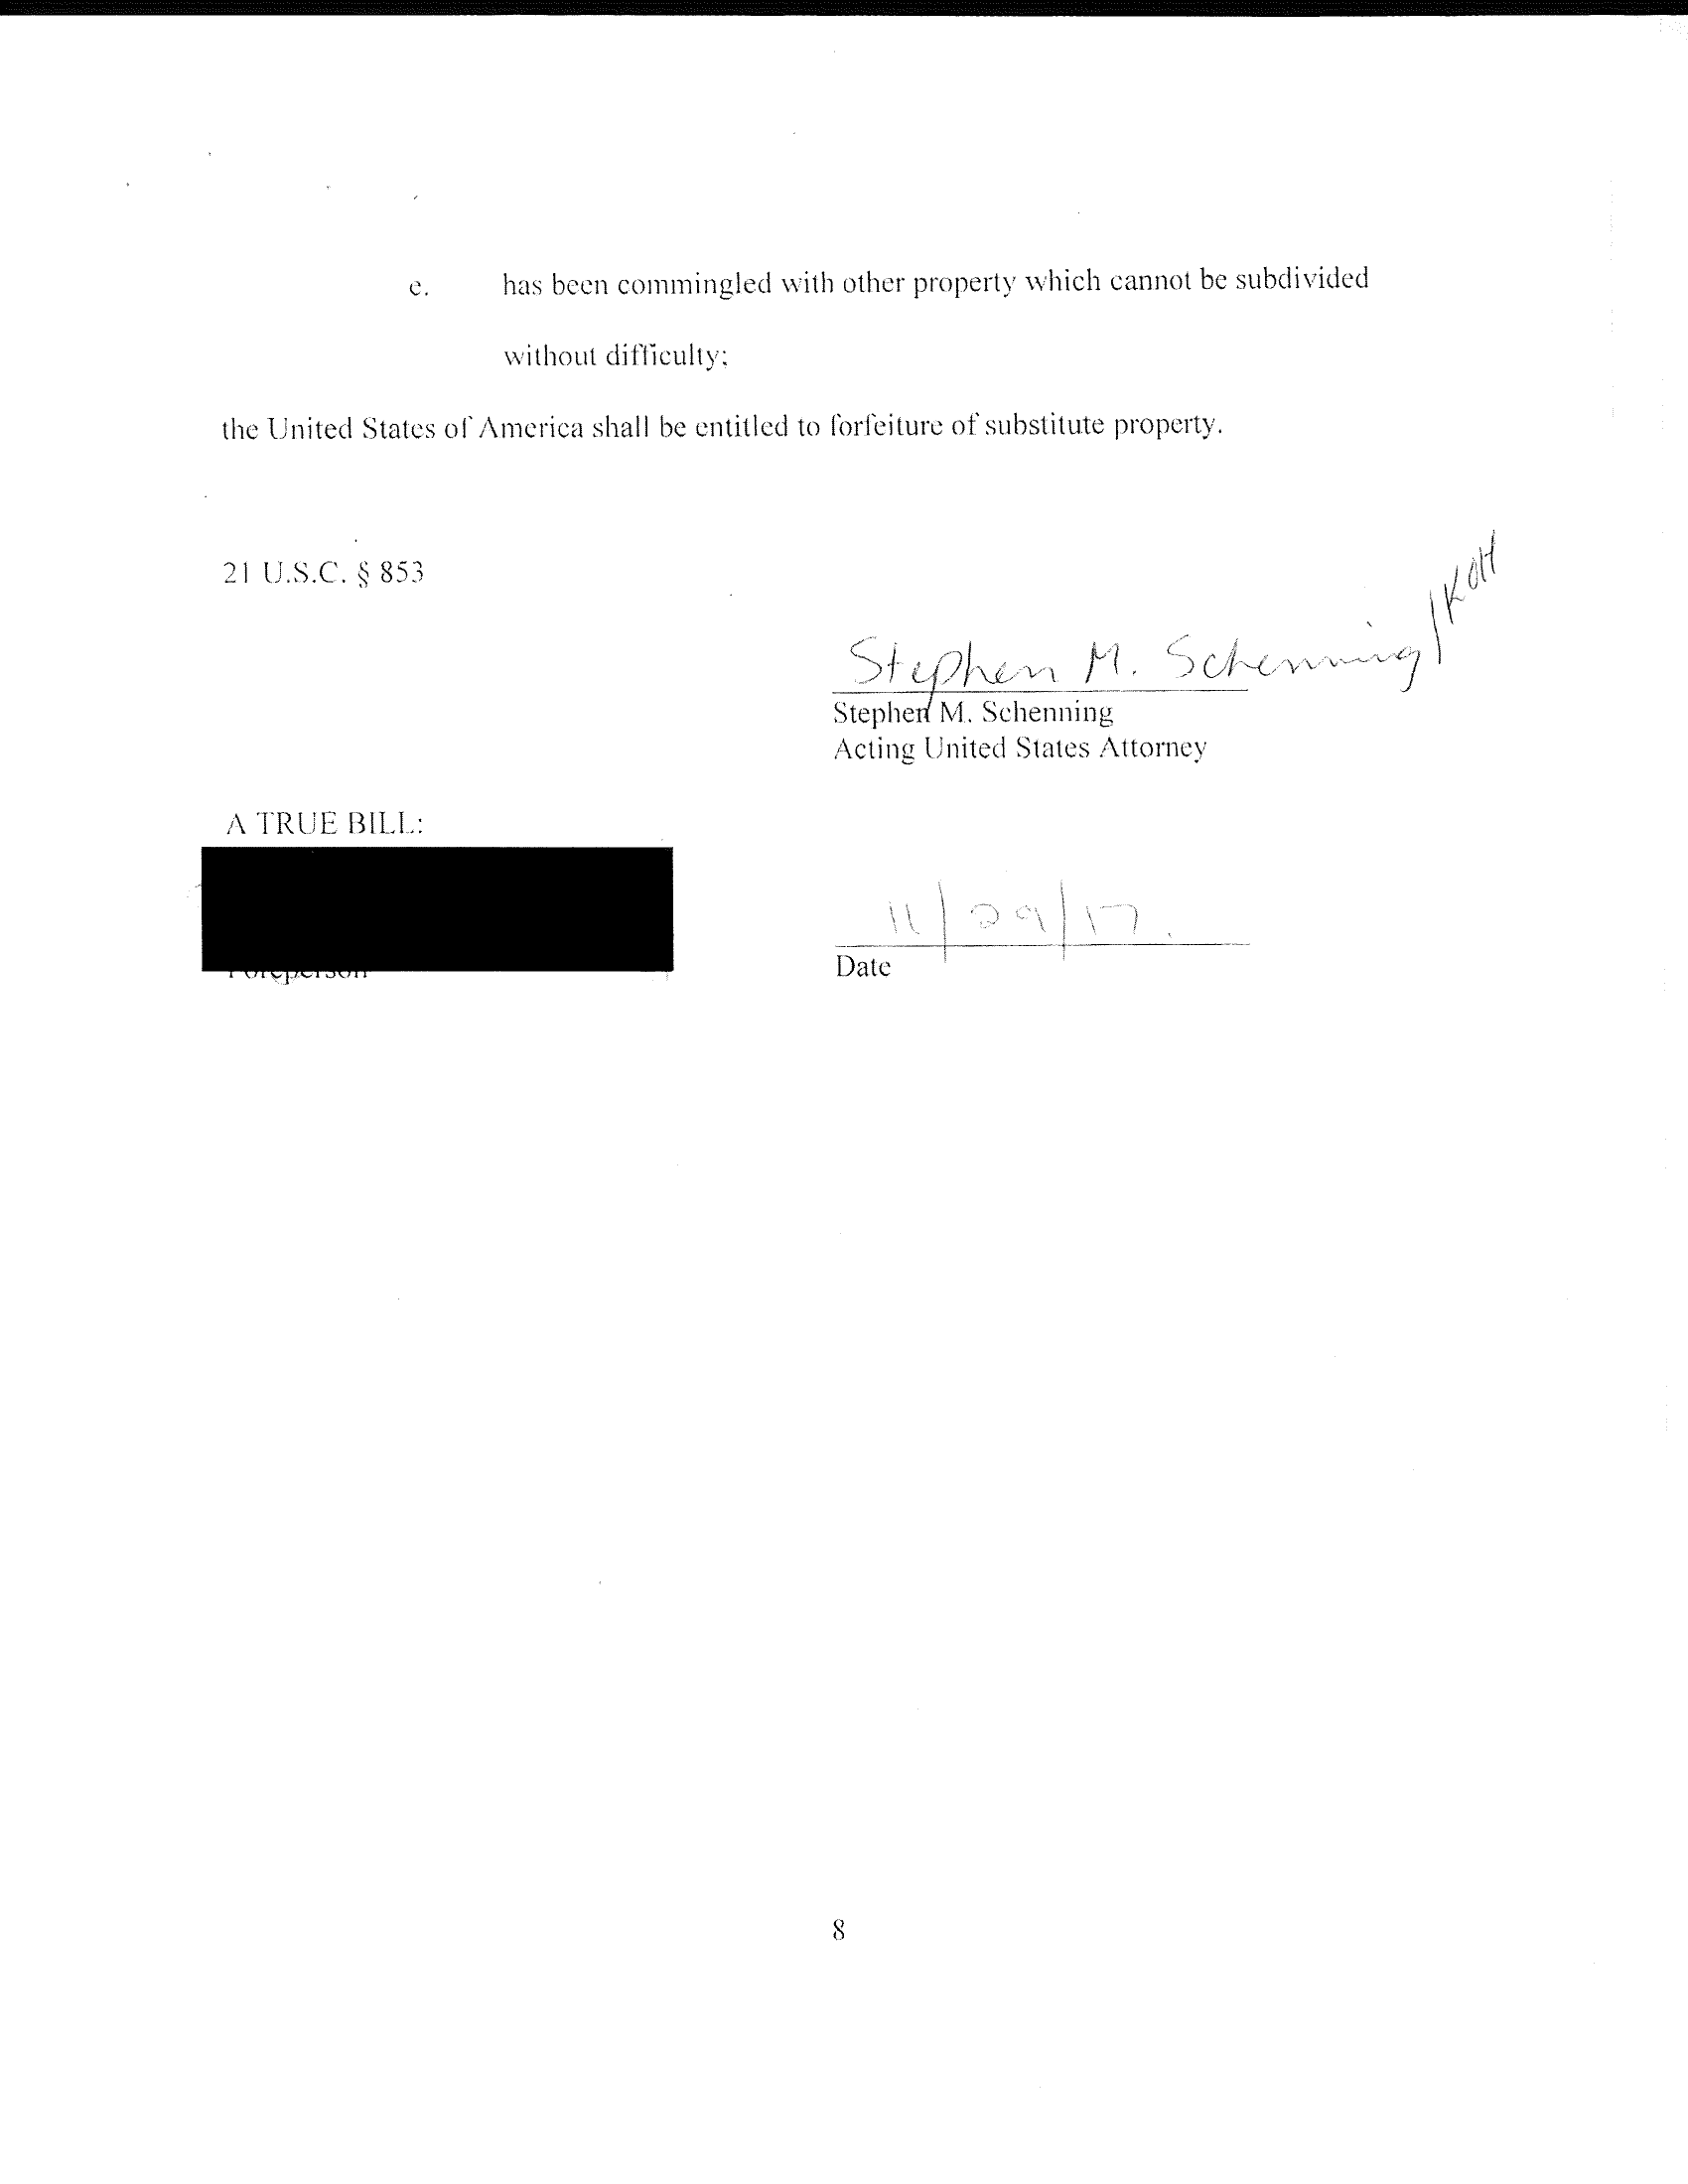 e. has been commingled with other property which cannot be subdivided
without difficulty;
the United States of America shall be entitled to forfeiture of substitute property.
21 U.S.C. § 853
Stephen M. Schenning/KOH
Stephen M. Schenning
Acting United States Attorney
A TRUE BILL:
11/29/17.
Foreperson
Date
8